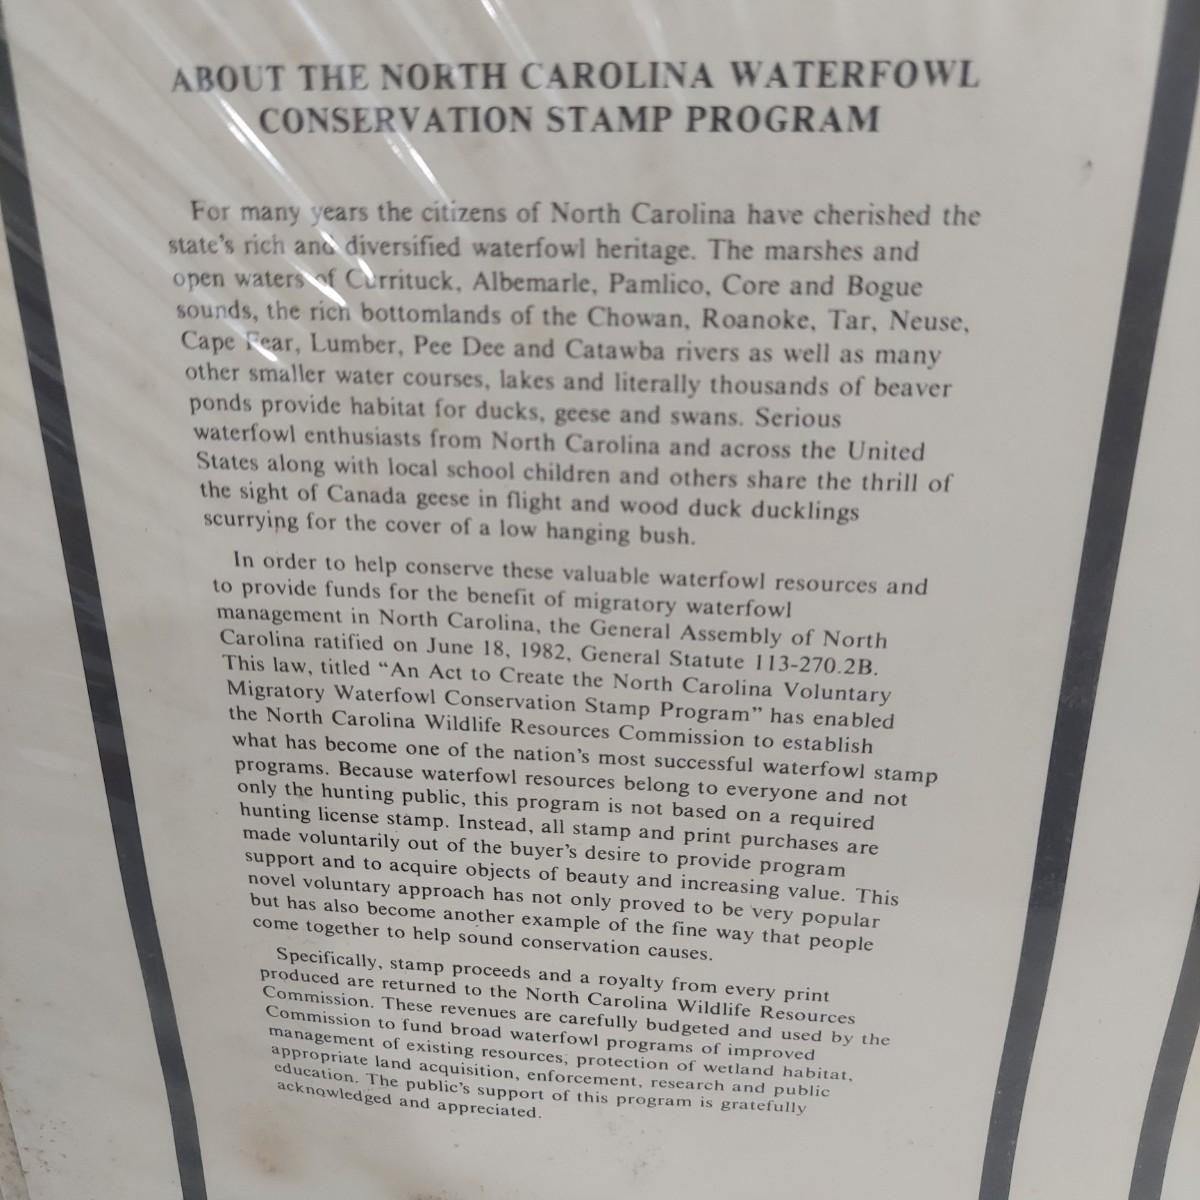 ABOUT THE NORTH CAROLINA WATERFOWL
CONSERVATION STAMP PROGRAM
For many years the citizens of North Carolina have cherished the
state's rich and diversified waterfowl heritage. The marshes and
open waters of Currituck, Albemarle, Pamlico, Core and Bogue
sounds, the rich bottomlands of the Chowan, Roanoke, Tar, Neuse,
Cape Fear, Lumber, Pee Dee and Catawba rivers as well as many
other smaller water courses, lakes and literally thousands of beaver
ponds provide habitat for ducks, geese and swans. Serious
waterfowl enthusiasts from North Carolina and across the United
States along with local school children and others share the thrill of
the sight of Canada geese in flight and wood duck ducklings
scurrying for the cover of a low hanging bush.
In order to help conserve these valuable waterfowl resources and
to provide funds for the benefit of migratory waterfowl
management in North Carolina, the General Assembly of North
Carolina ratified on June 18, 1982, General Statute 113-270.2B.
This law, titled “An Act to Create the North Carolina Voluntary
Migratory Waterfowl Conservation Stamp Program” has enabled
the North Carolina Wildlife Resources Commission to establish
what has become one of the nation's most successful waterfowl stamp
programs. Because waterfowl resources belong to everyone and not
only the hunting public, this program is not based on a required
hunting license stamp. Instead, all stamp and print purchases are
made voluntarily out of the buyer's desire to provide program
support and to acquire objects of beauty and increasing value. This
novel voluntary approach has not only proved to be very popular
but has also become another example of the fine way that people
come together to help sound conservation causes.
Specifically, stamp proceeds and a royalty from every print
produced are returned to the North Carolina Wildlife Resources
Commission. These revenues are carefully budgeted and used by the
Commission to fund broad waterfowl programs of improved
management of existing resources, protection of wetland habitat,
appropriate land acquisition, enforcement, research and public
education. The public's support of this program is gratefully
acknowledged and appreciated.